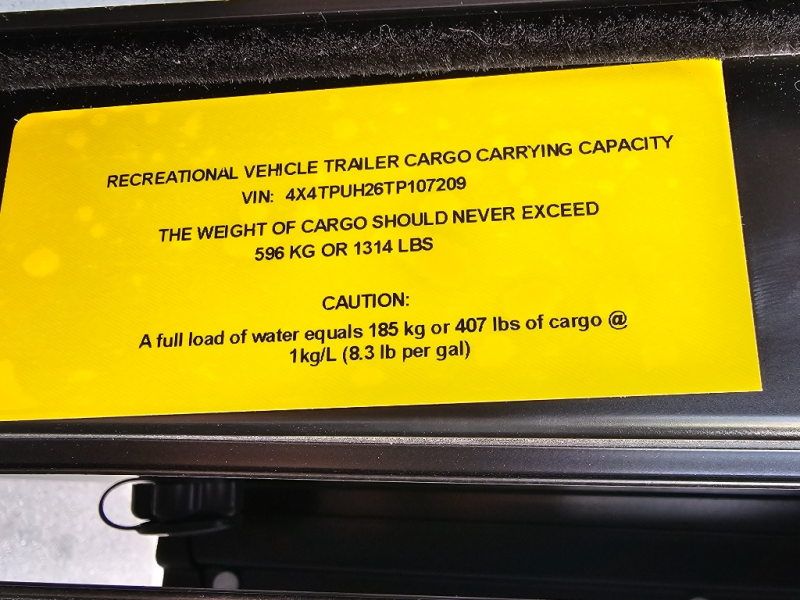 RECREATIONAL VEHICLE TRAILER CARGO CARRYING CAPACITY
VIN: 4X4TPUH26TP107209
THE WEIGHT OF CARGO SHOULD NEVER EXCEED
596 KG OR 1314 LBS
CAUTION:
A full load of water equals 185 kg or 407 lbs of cargo @
1kg/L (8.3 lb per gal)